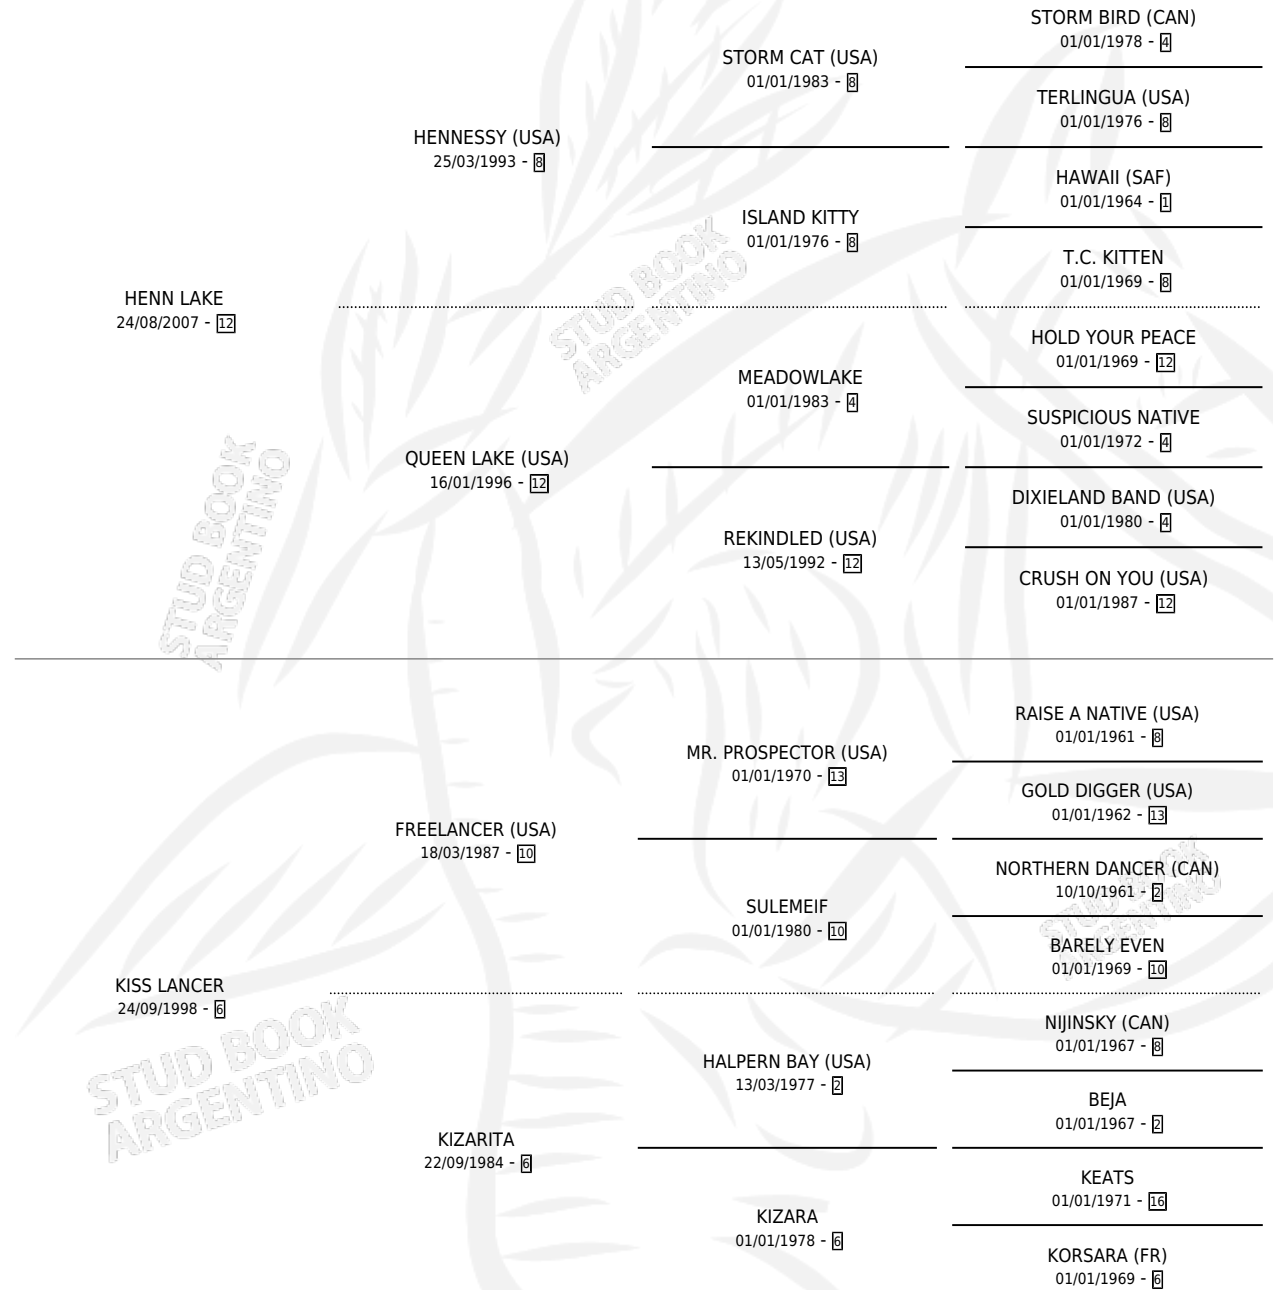 STORM BIRD (CAN)
01/01/1978 - 4
STORM CAT (USA)
01/01/1983 - 8
TERLINGUA (USA)
01/01/1976 - 8
HENNESSY (USA)
25/03/1993 - 8
HAWAII (SAF)
01/01/1964 - 1
ISLAND KITTY
01/01/1976 - 8
T.C. KITTEN
01/01/1969 - 8
HENN LAKE
24/08/2007 - 12
HOLD YOUR PEACE
01/01/1969 - 12
MEADOWLAKE
01/01/1983 - 4
SUSPICIOUS NATIVE
01/01/1972 - 4
QUEEN LAKE (USA)
16/01/1996 - 12
DIXIELAND BAND (USA)
01/01/1980 - 4
REKINDLED (USA)
13/05/1992 - 12
CRUSH ON YOU (USA)
01/01/1987 - 12
RAISE A NATIVE (USA)
01/01/1961 - 8
MR. PROSPECTOR (USA)
01/01/1970 - 13
GOLD DIGGER (USA)
01/01/1962 - 13
FREELANCER (USA)
18/03/1987 - 10
NORTHERN DANCER (CAN)
10/10/1961 - 2
SULEMEIF
01/01/1980 - 10
BARELY EVEN
01/01/1969 - 10
KISS LANCER
24/09/1998 - 6
NIJINSKY (CAN)
01/01/1967 - 8
HALPERN BAY (USA)
13/03/1977 - 2
BEJA
01/01/1967 - 2
KIZARITA
22/09/1984 - 6
KEATS
01/01/1971 - 16
KIZARA
01/01/1978 - 6
KORSARA (FR)
01/01/1969 - 6
STUD BOOK
ARGENTINO
STUD BOOK
ARGENTINO
STUD BOOK
ARGENTINO
STUD BOOK
ARGENTINO